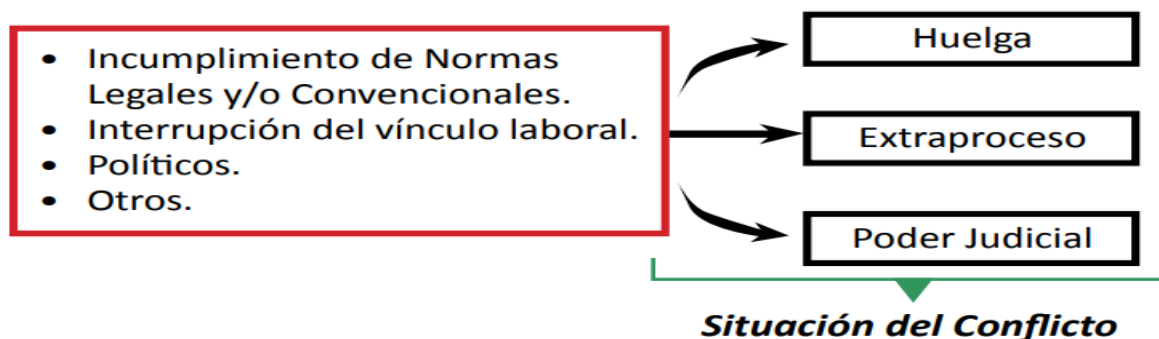 • Incumplimiento de Normas
Legales y/o Convencionales.
• Interrupción del vínculo laboral.
• Políticos.
• Otros.
Huelga
Extraproceso
Poder Judicial
Situación del Conflicto